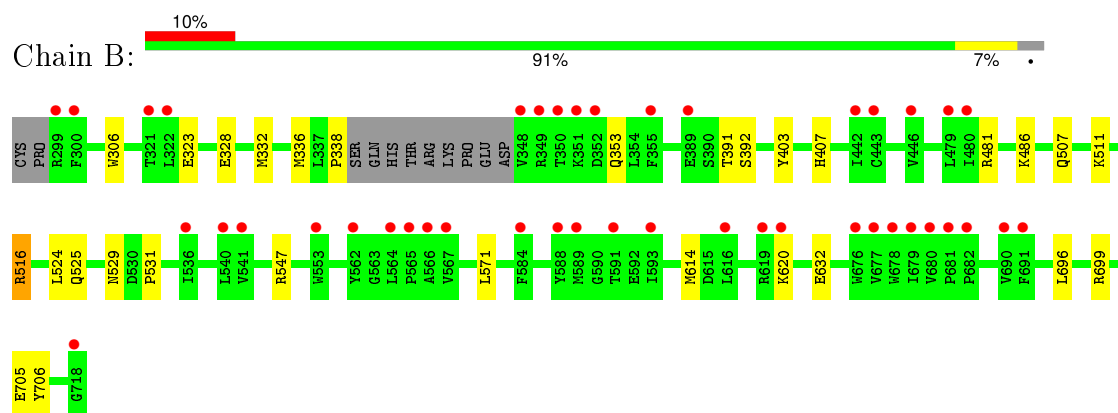 10%
Chain B:
91%
7%
•
CYS PRO R299 F300 W306 T321 L322 E323 E328 M332 M336 L337 P338 SER GLN HIS THR ARG LYS PRO GLU ASP V348 R349 T350 K351 D352 Q353 L354 F355 E389 S390 T391 S392 Y403 H407 I442 C443 V446 L479 I480 R481 K486 Q507 K511
R516 L524 Q525 N529 D530 P531 I536 L540 V541 R547 W553 Y562 G563 L564 P565 A566 V567 L571 F584 Y588 M589 G590 T591 E592 I593 M614 D615 L616 R619 K620 E632 W676 V677 W678 I679 V680 P681 P682 V690 F691 L696 R699
E705 Y706 G718